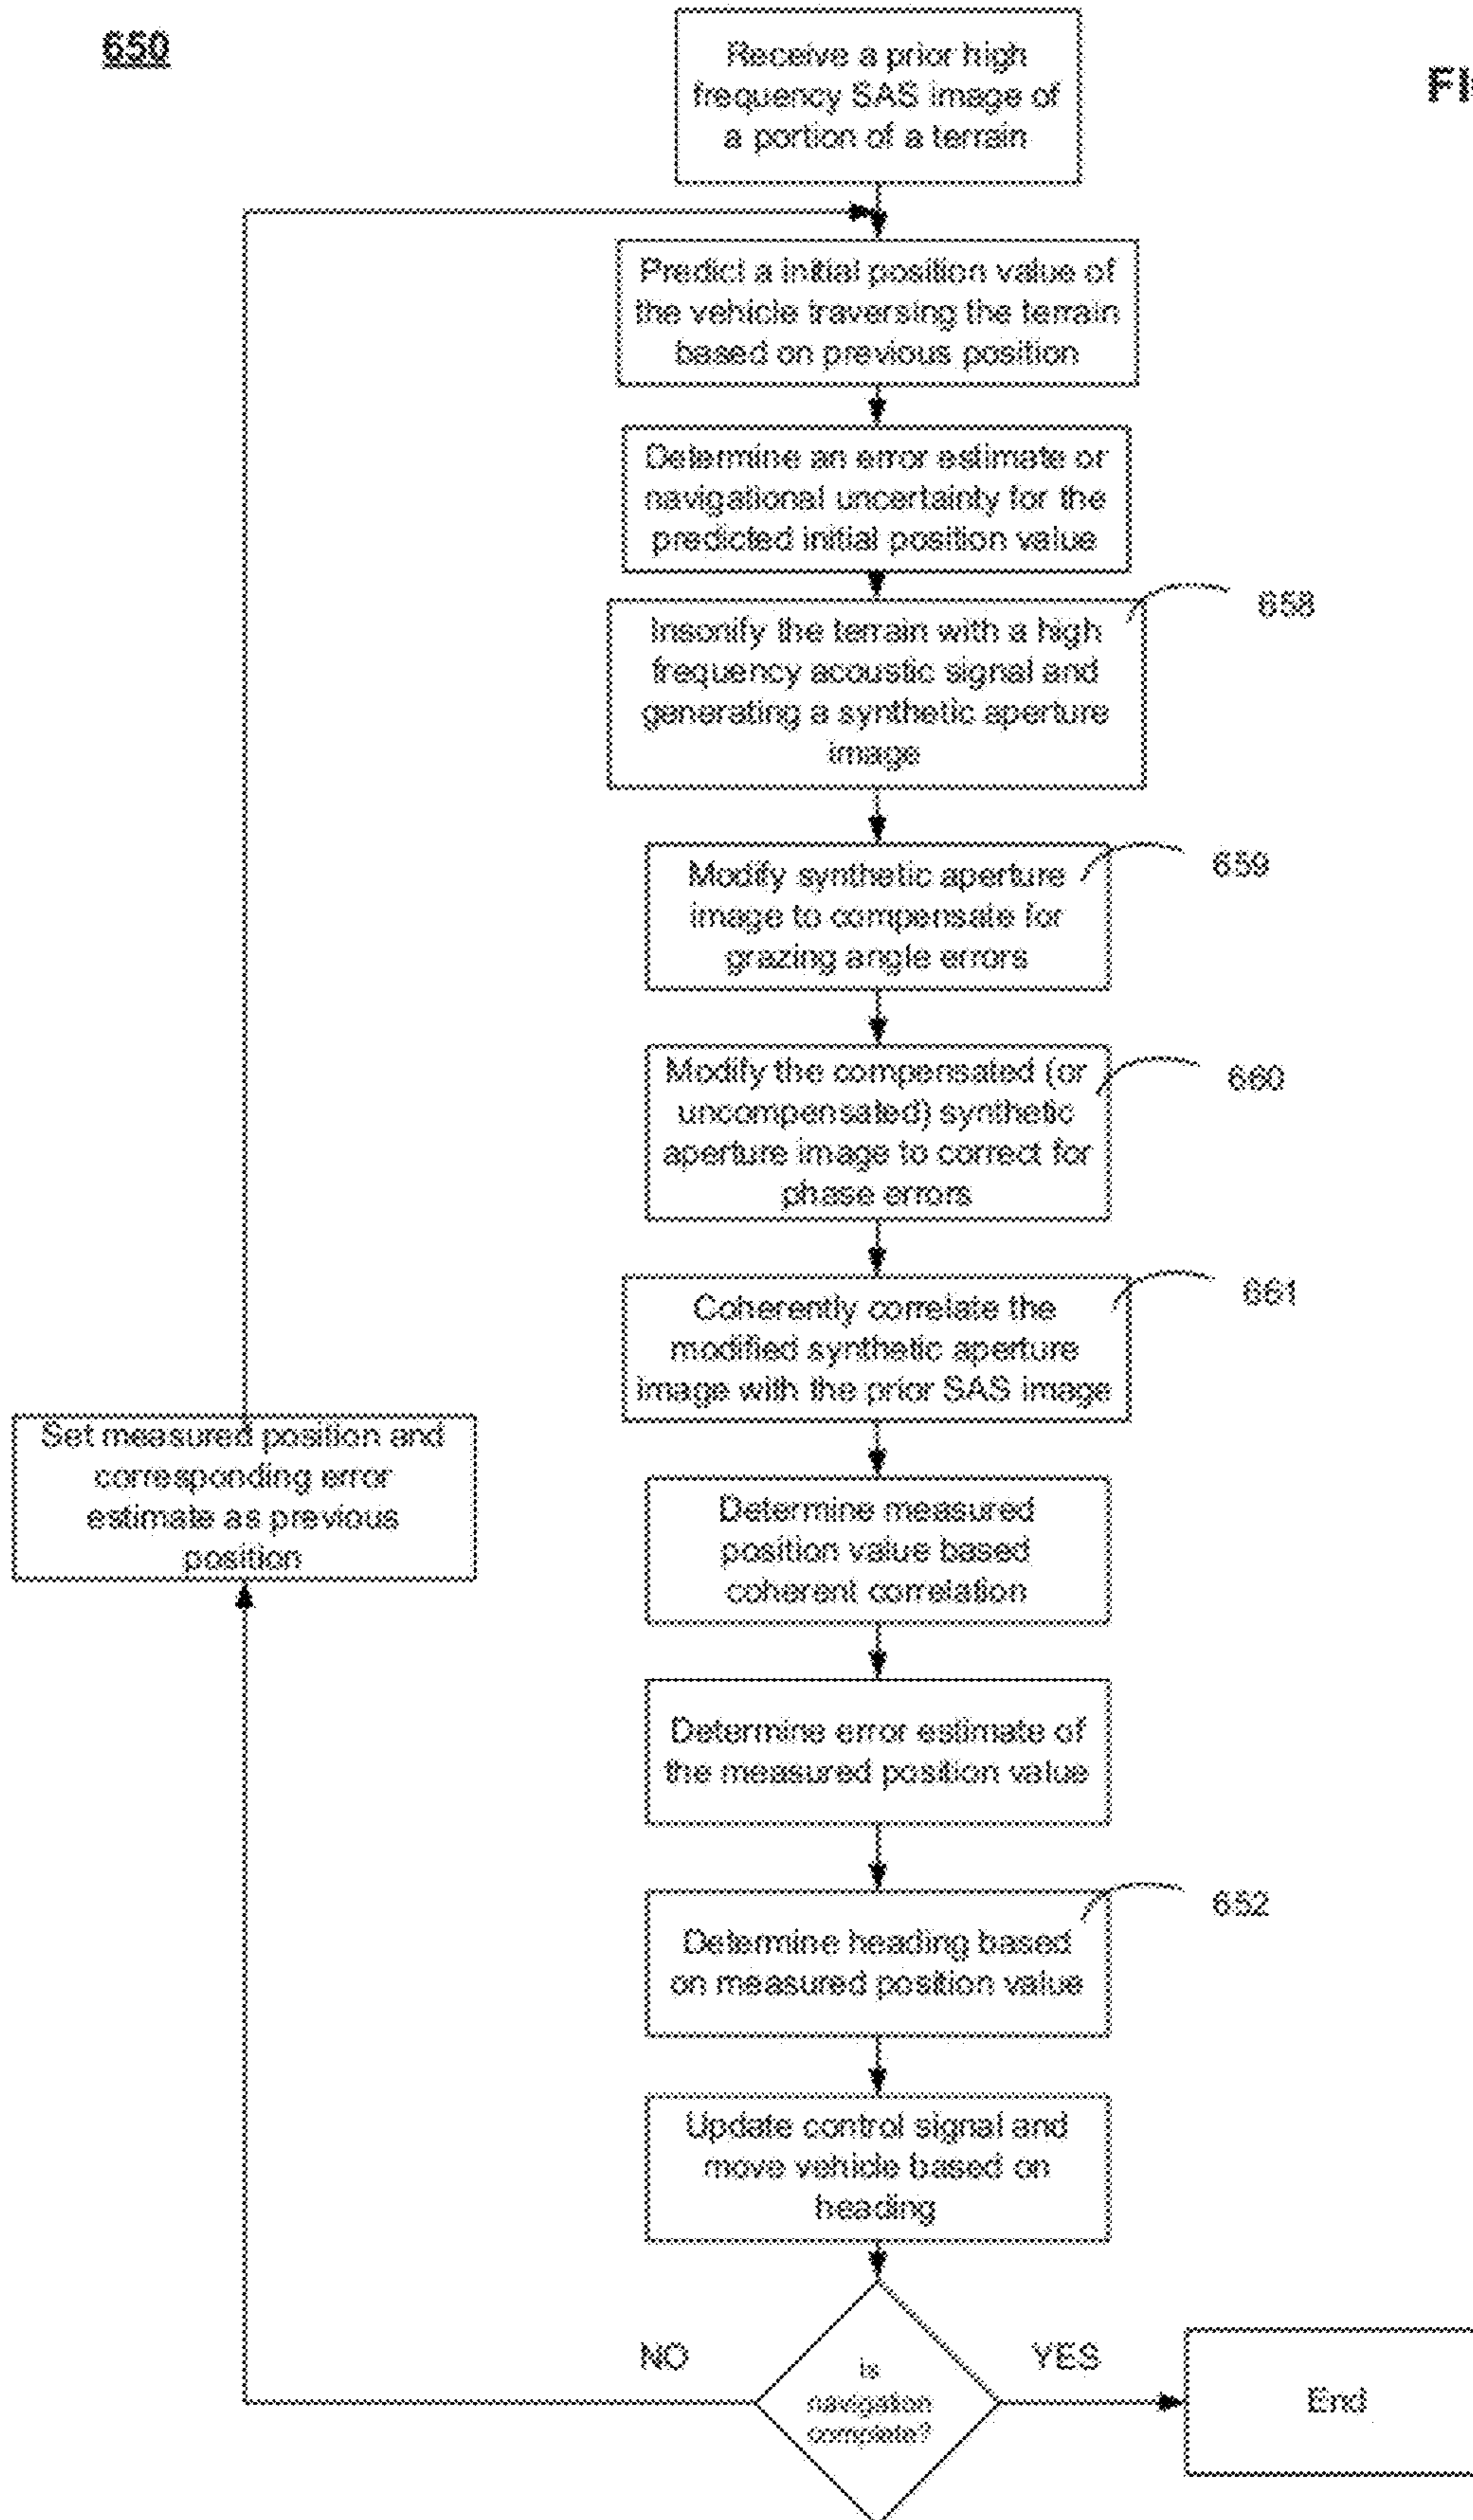 650
FI
Receive a prior high
frequency SAS image of
a portion of a terrain
Predict a initial position value of
the vehicle traversing the terrain
based on previous position
Determine an error estimate or
navigational uncertainty for the
predicted initial position value
658
Insonify the terrain with a high
frequency acoustic signal and
generating a synthetic aperture
image
659
Modify synthetic aperture
image to compensate for
grazing angle errors
660
Modify the compensated (or
uncompensated) synthetic
aperture image to correct for
phase errors
661
Coherently correlate the
modified synthetic aperture
image with the prior SAS image
Set measured position and
corresponding error
estimate as previous
position
Determine measured
position value based
coherent correlation
Determine error estimate of
the measured position value
652
Determine heading based
on measured position value
Update control signal and
move vehicle based on
heading
NO
is
navigation
complete?
YES
End